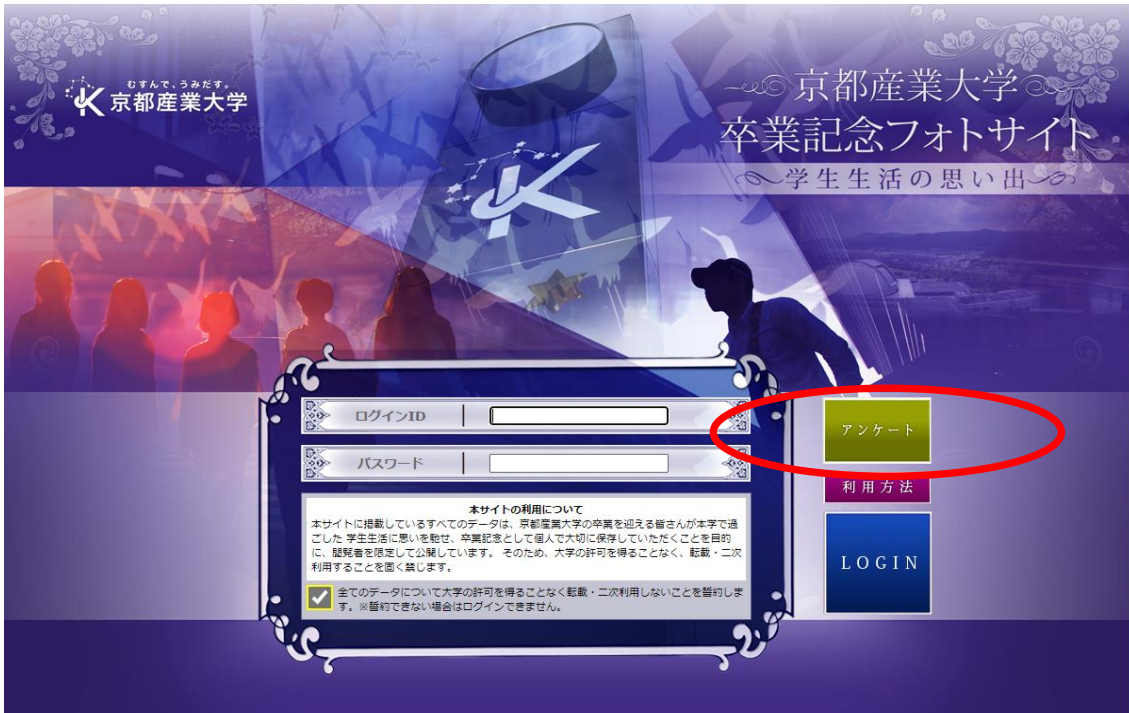 むすんで、うみだす。
京都産業大学
京都産業大学
卒業記念フォトサイト
学生生活の思い出
ログインID
アンケート
パスワード
利用方法
本サイトの利用について
本サイトに掲載しているすべてのデータは、京都産業大学の卒業を迎える皆さんが本学で過
ごした 学生生活に思いを馳せ、卒業記念として個人で大切に保存していただくことを目的
に、閲覧者を限定して公開しています。 そのため、大学の許可を得ることなく、転載・二次
利用することを固く禁じます。
LOGIN
全てのデータについて大学の許可を得ることなく転載・二次利用しないことを誓約しま
す。※誓約できない場合はログインできません。